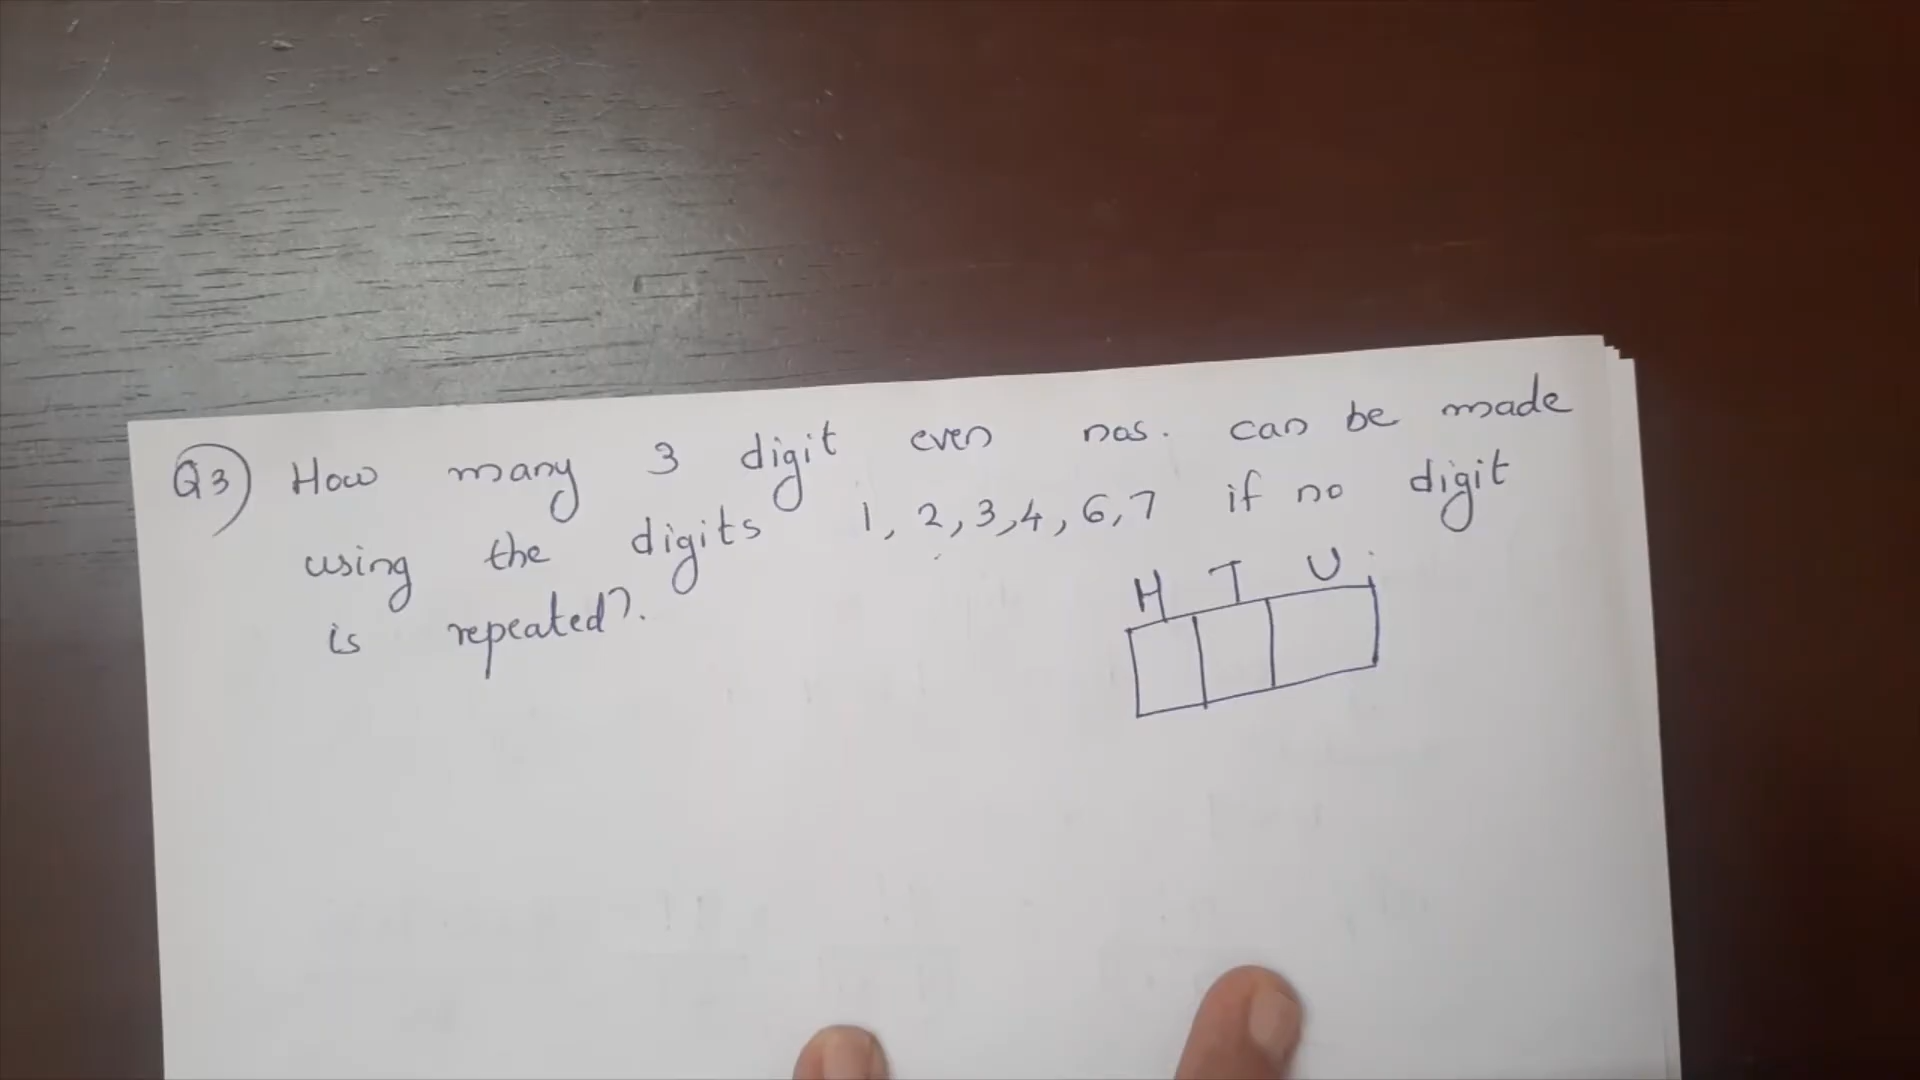 Q3) How many 3 digit even nos. can be made
using the digits 1, 2, 3, 4, 6, 7 if no digit
is repeated?.
H T U